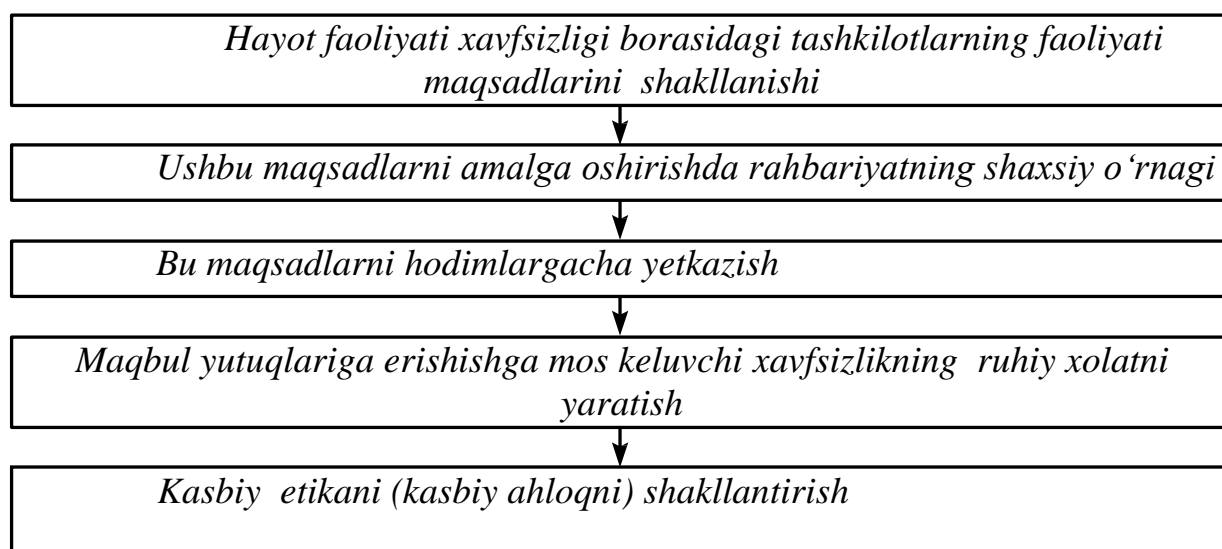 Hayot faoliyati xavfsizligi borasidagi tashkilotlarning faoliyati
maqsadlarini shakllanishi
Ushbu maqsadlarni amalga oshirishda rahbariyatning shaxsiy o‘rnagi
Bu maqsadlarni hodimlargacha yetkazish
Maqbul yutuqlariga erishishga mos keluvchi xavfsizlikning ruhiy xolatni
yaratish
Kasbiy etikani (kasbiy ahloqni) shakllantirish